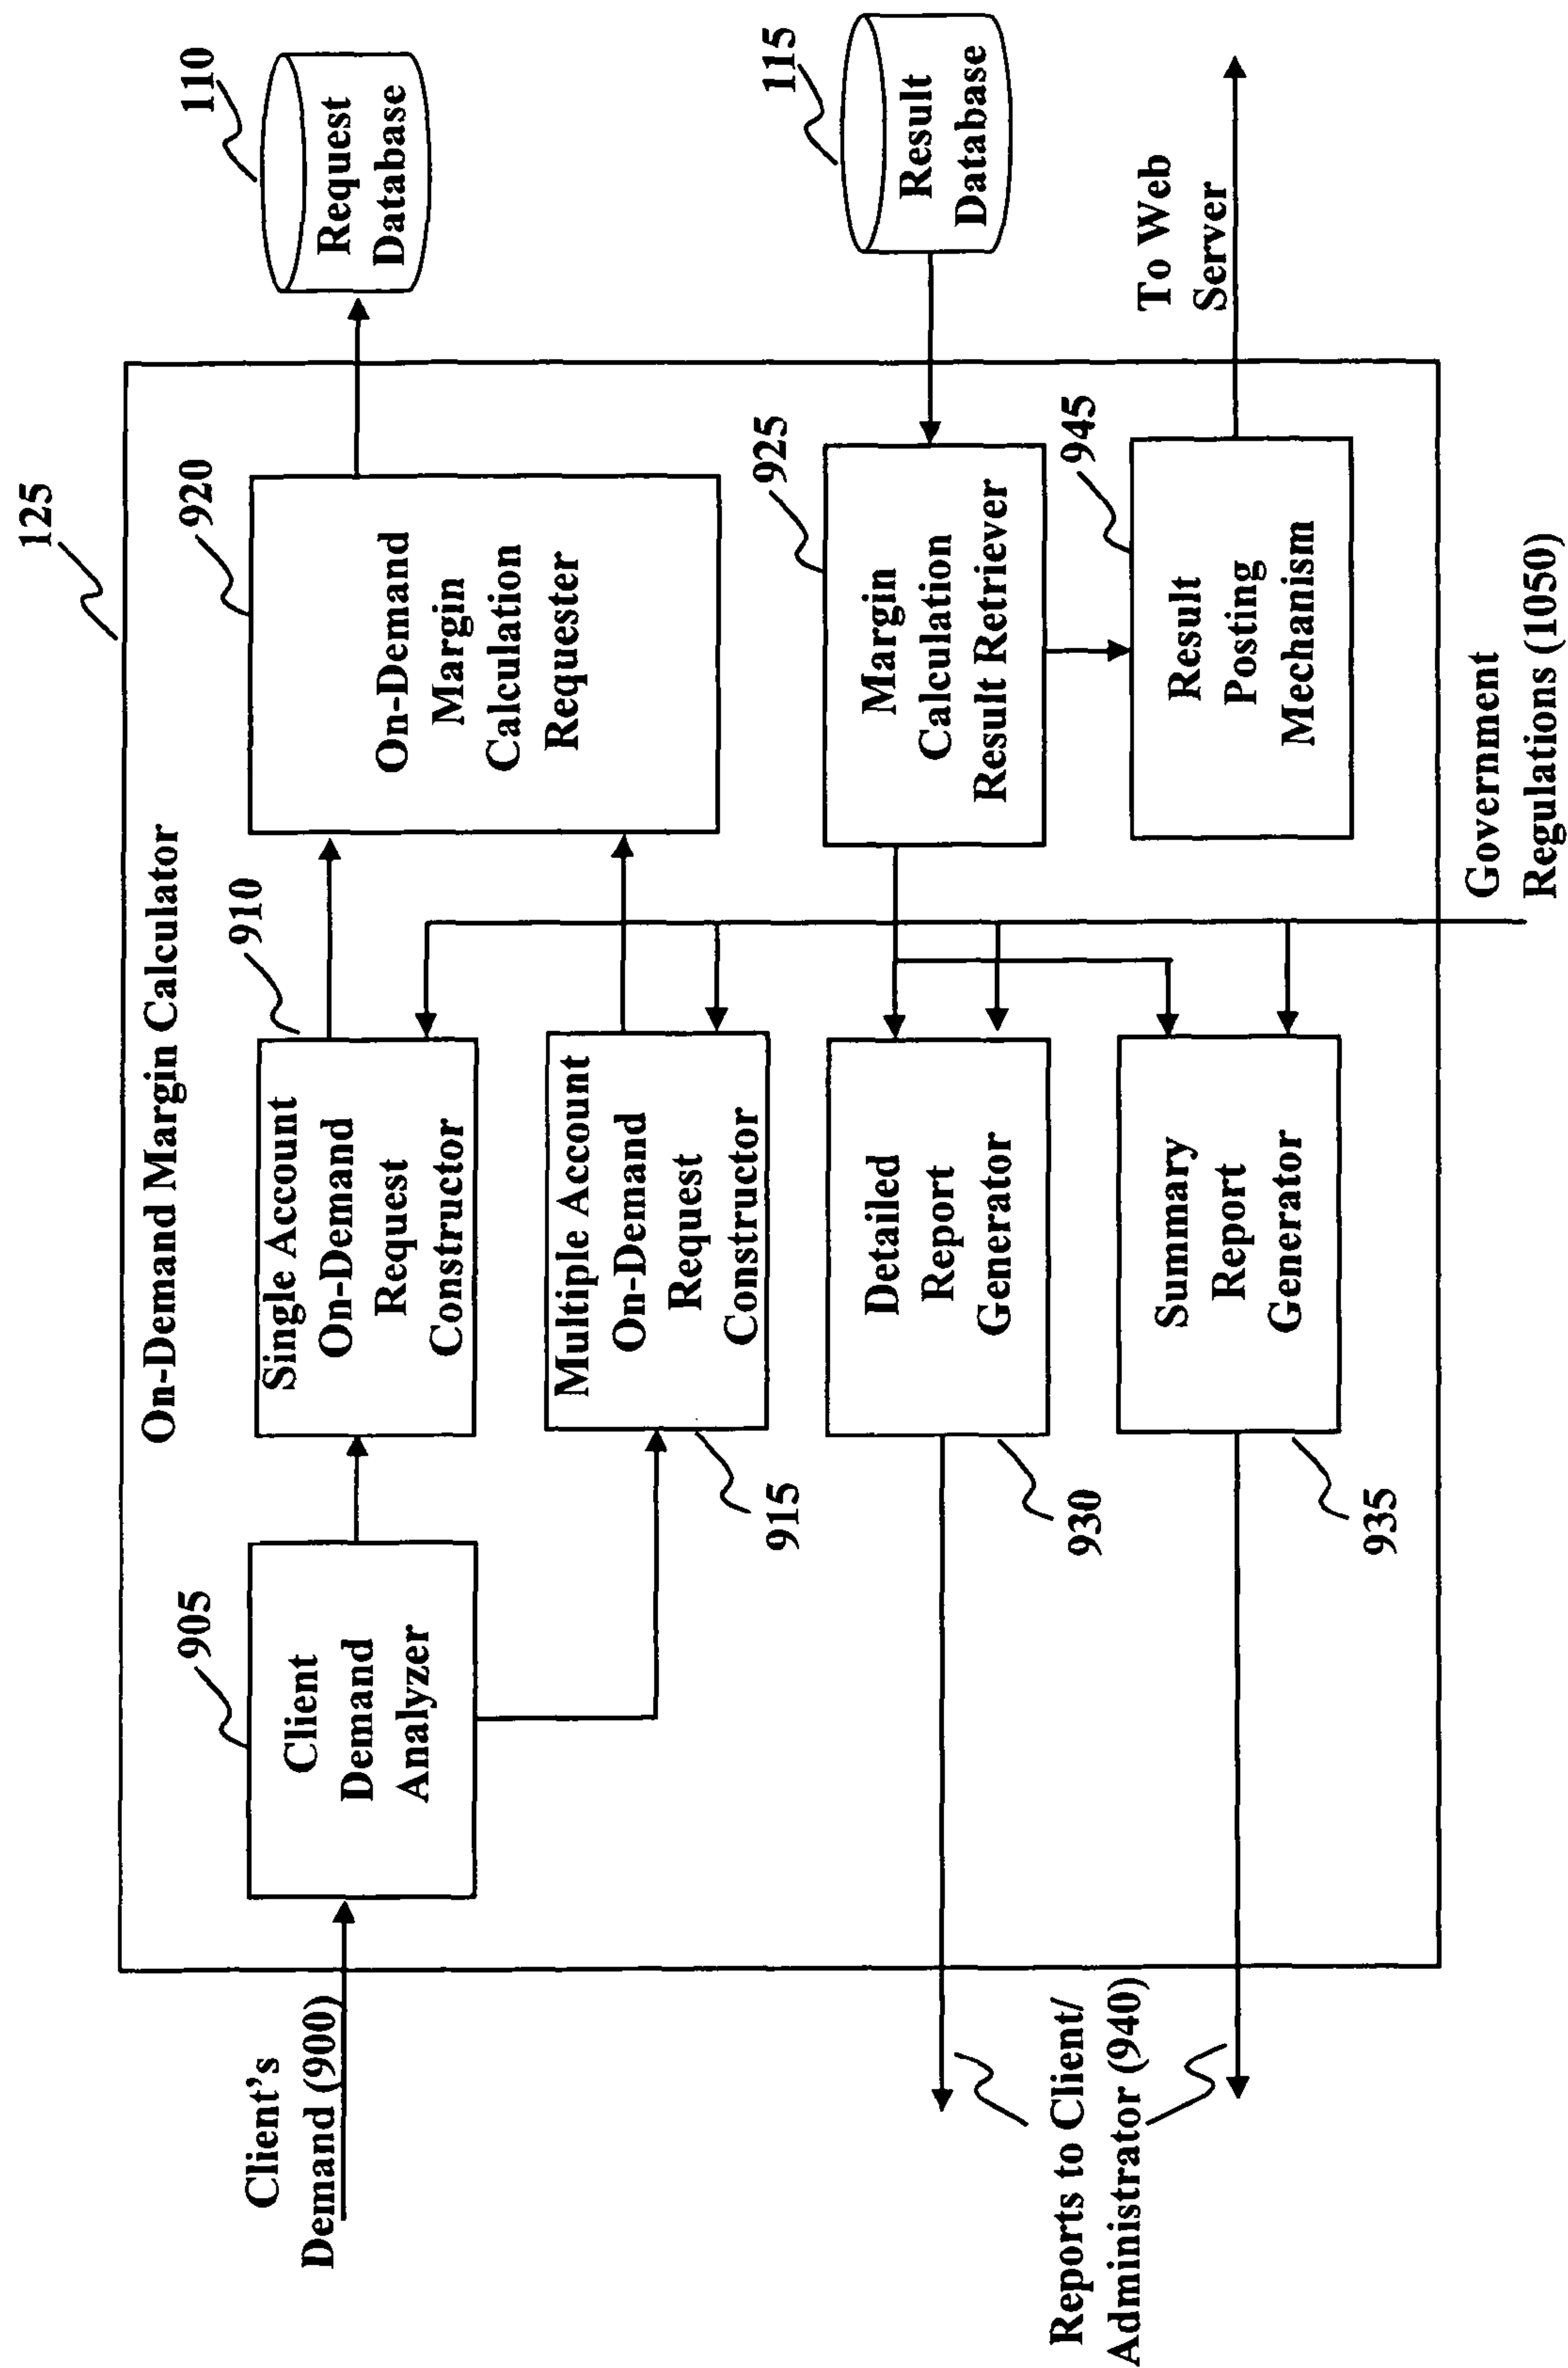 125
On-Demand Margin Calculator
Client's
Demand (900)
905
Client
Demand
Analyzer
910
Single Account
On-Demand
Request
Constructor
920
On-Demand
Margin
Calculation
Requester
110
Request
Database
Multiple Account
On-Demand
Request
Constructor
915
Detailed
Report
Generator
930
925
Margin
Calculation
Result Retriever
115
Result
Database
Summary
Report
Generator
935
945
Result
Posting
Mechanism
To Web
Server
Reports to Client/
Administrator (940)
Government
Regulations (1050)